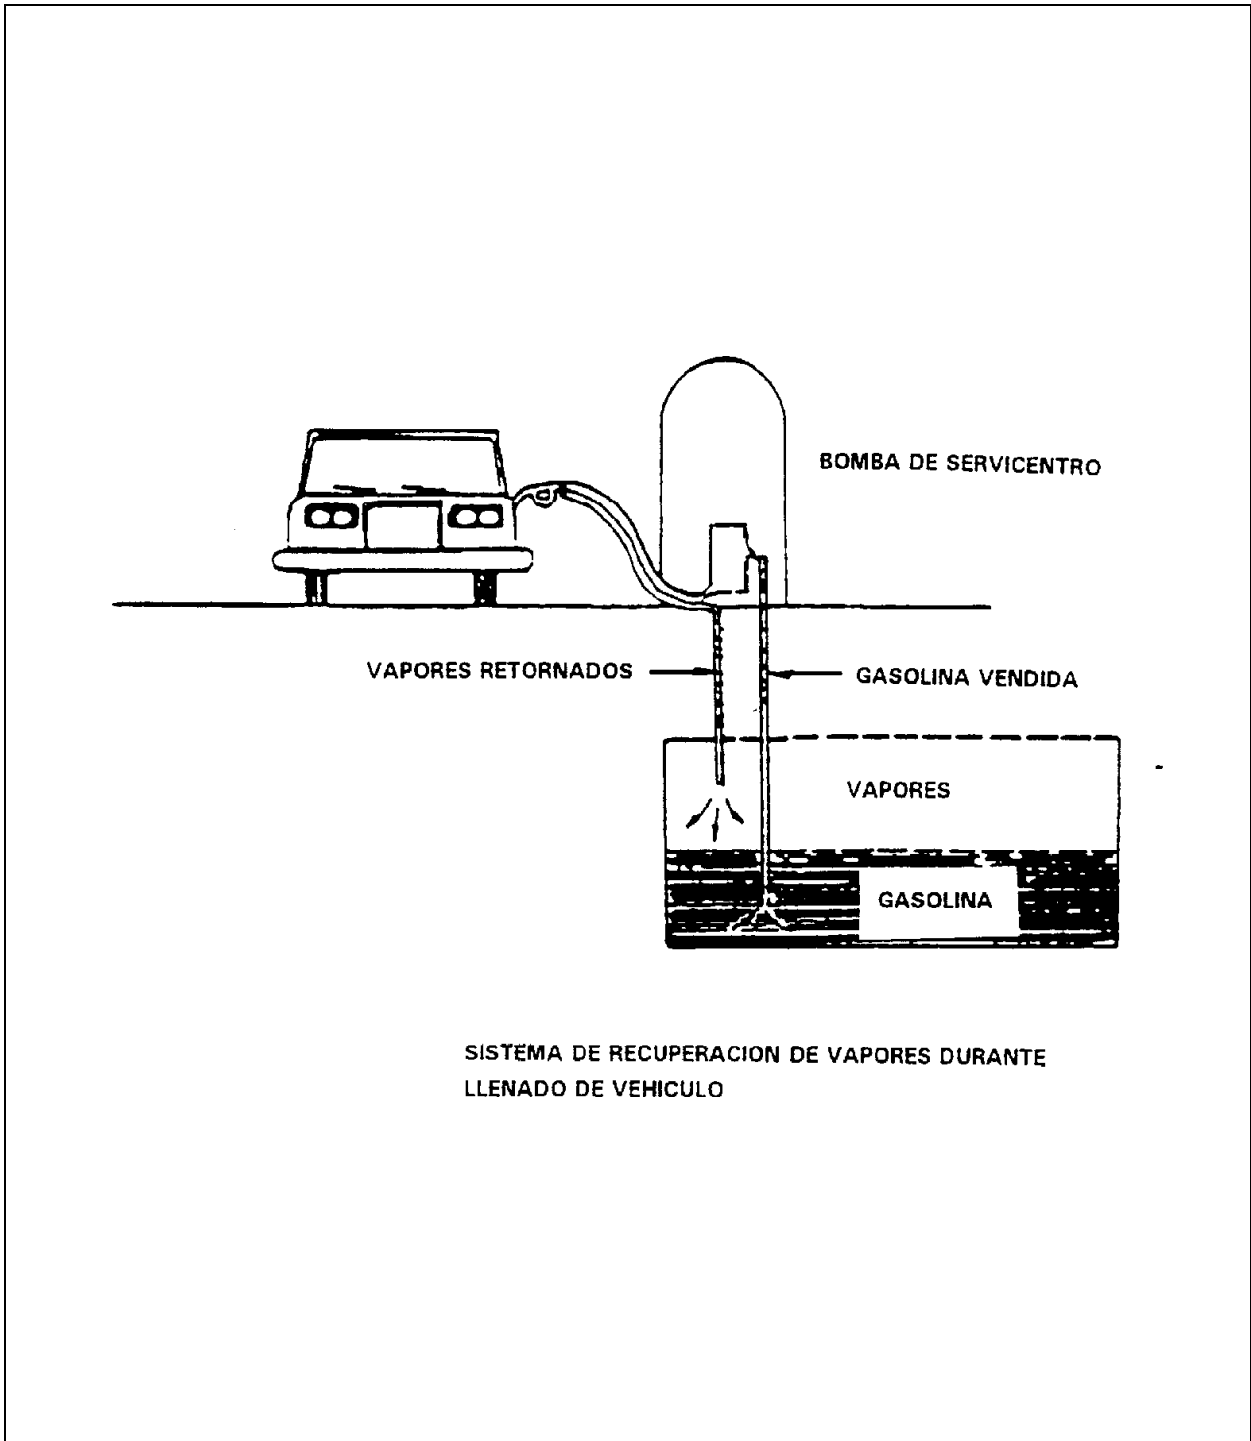 BOMBA DE SERVICENTRO
VAPORES RETORNADOS
GASOLINA VENDIDA
VAPORES
GASOLINA
SISTEMA DE RECUPERACION DE VAPORES DURANTE
LLENADO DE VEHICULO